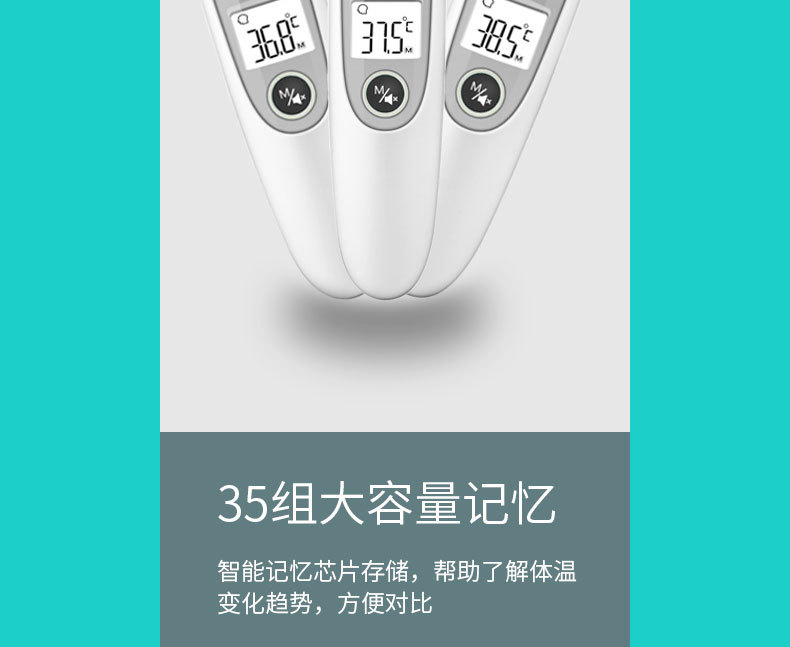 36.8℃ M
37.5℃ M
38.5℃ M
M/
M/
M/
35组大容量记忆
智能记忆芯片存储，帮助了解体温
变化趋势，方便对比